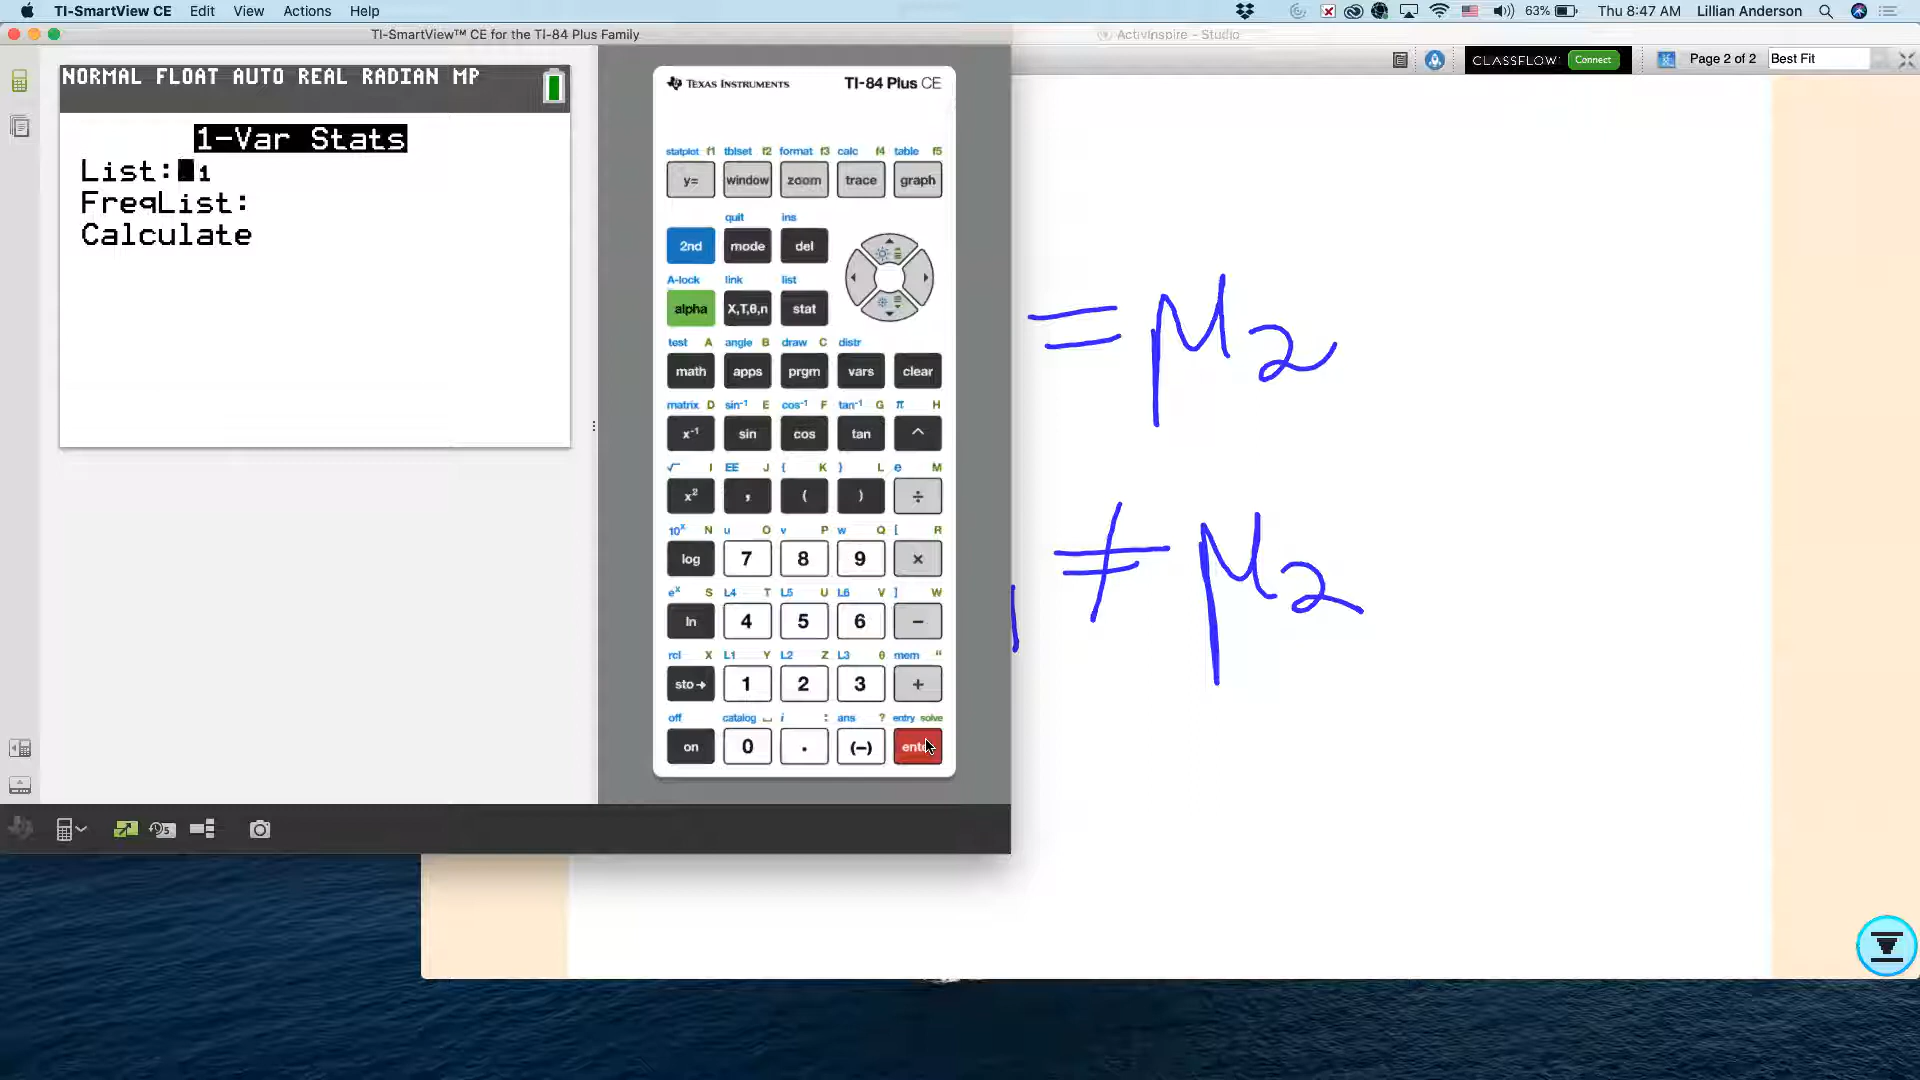 TI-SmartView CE Edit View Actions Help 63% Thu 8:47 AM Lillian Anderson
TI-SmartView™ CE for the TI-84 Plus Family
ActivInspire - Studio
CLASSFLOW Connect Page 2 of 2 Best Fit
NORMAL FLOAT AUTO REAL RADIAN MP
1-Var Stats
List: 1
FreqList:
Calculate
TEXAS INSTRUMENTS TI-84 Plus CE
statplot f1 tblset f2 format f3 calc f4 table f5
y= window zoom trace graph
quit ins
2nd mode del
A-lock link list
alpha X,T,θ,n stat
test A angle B draw C distr
math apps prgm vars clear
matrix D sin⁻¹ E cos⁻¹ F tan⁻¹ G π H
x⁻¹ sin cos tan ^
√ I EE J { K } L e M
x² , ( ) ÷
10ˣ N u O v P w Q [ R
log 7 8 9 ×
eˣ S L4 T L5 U L6 V ] W
ln 4 5 6 −
rcl X L1 Y L2 Z L3 θ mem "
sto→ 1 2 3 +
off catalog ⎵ i : ans ? entry solve
on 0 . (−)
= μ2
≠ μ2